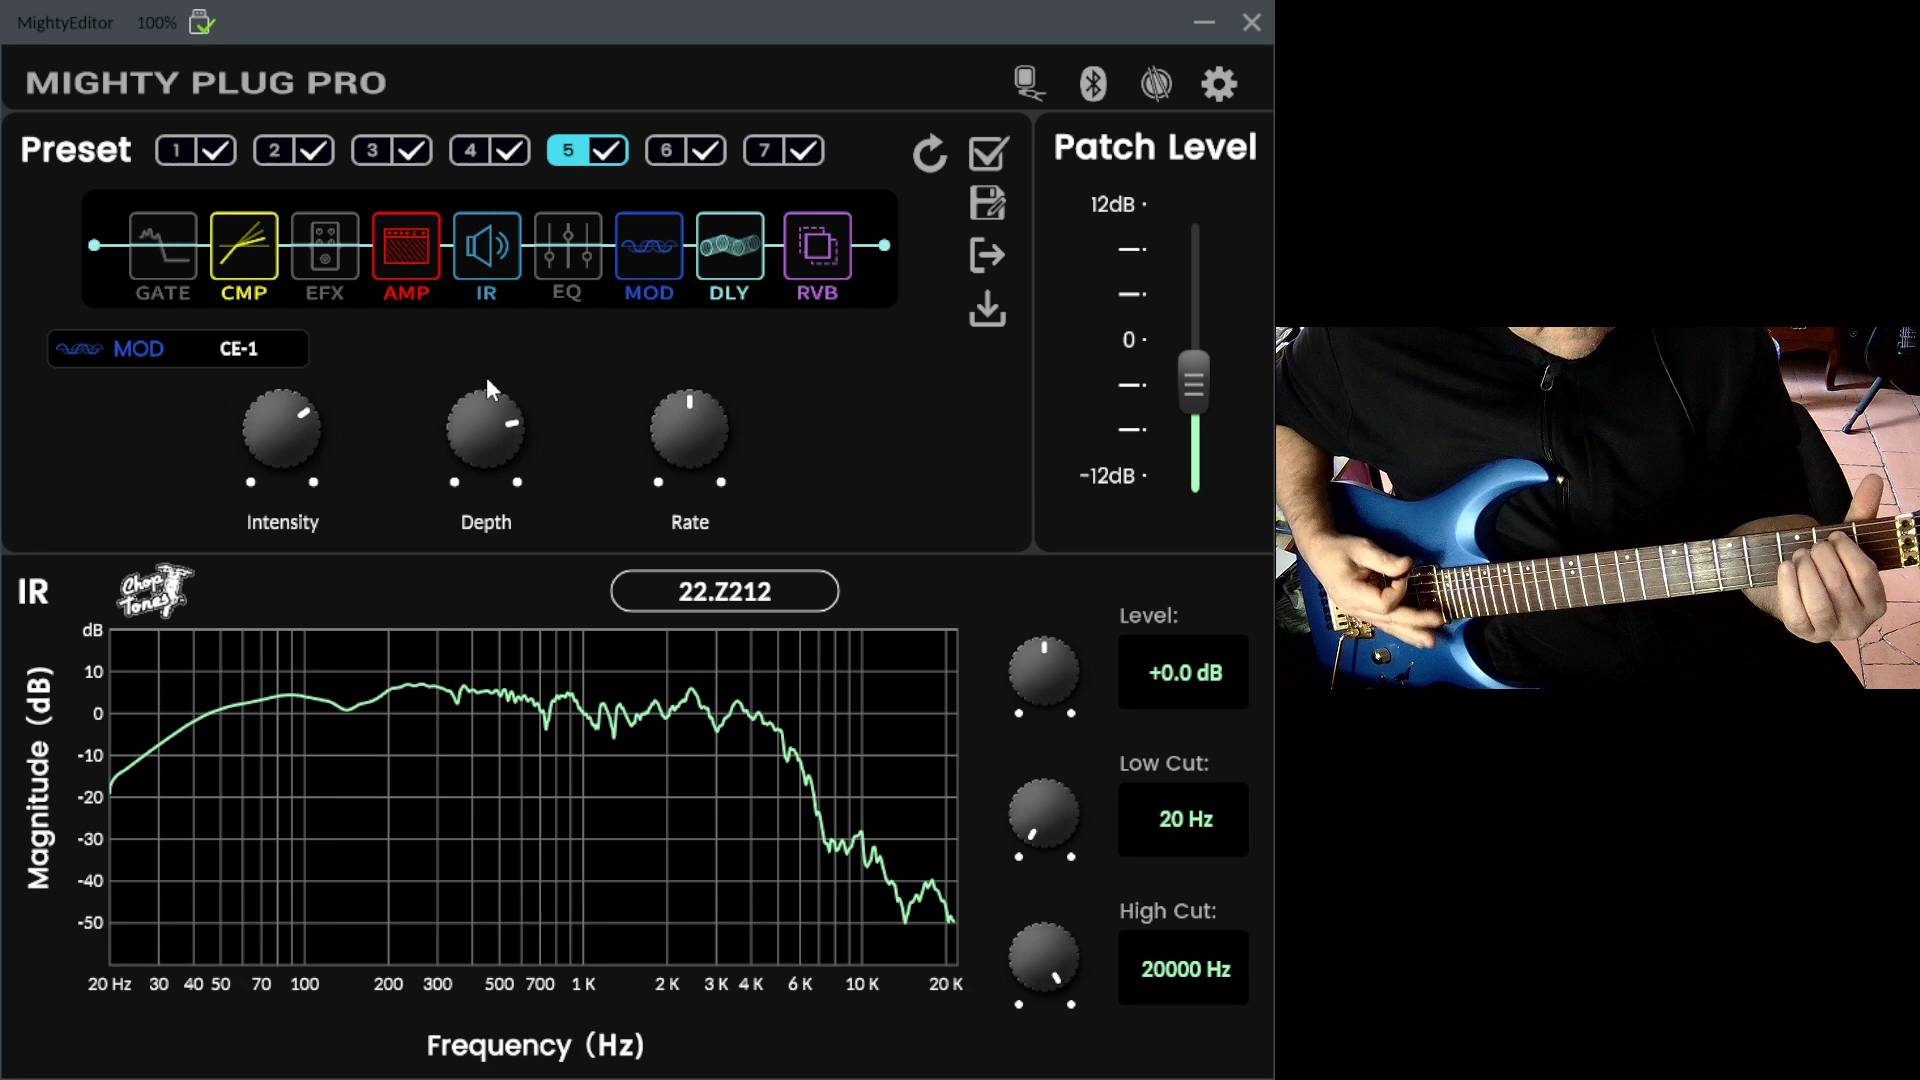 MightyEditor 100%
MIGHTY PLUG PRO
Preset 1 2 3 4 5 6 7
Patch Level
12dB
0
-12dB
GATE CMP EFX AMP IR EQ MOD DLY RVB
MOD CE-1
Intensity Depth Rate
IR
Chop Tones
22.Z212
dB
10
0
-10
-20
-30
-40
-50
Magnitude (dB)
20 Hz 30 40 50 70 100 200 300 500 700 1 K 2 K 3 K 4 K 6 K 10 K 20 K
Frequency (Hz)
Level:
+0.0 dB
Low Cut:
20 Hz
High Cut:
20000 Hz